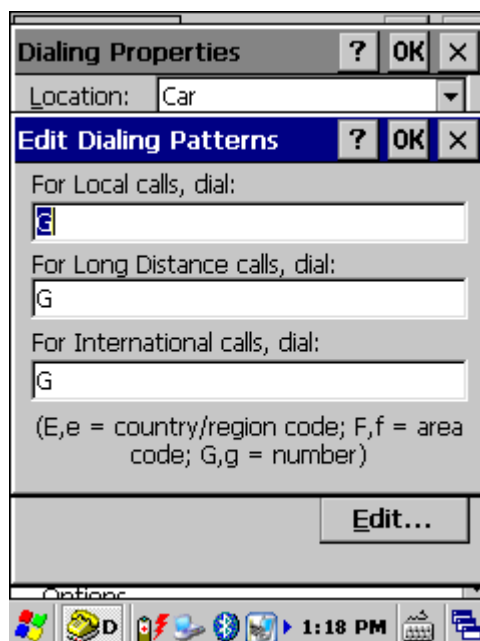 Dialing Properties ? OK ×
Location: Car
Edit Dialing Patterns ? OK ×
For Local calls, dial:
G
For Long Distance calls, dial:
G
For International calls, dial:
G
(E,e = country/region code; F,f = area
code; G,g = number)
Edit...
Options
D 1:18 PM